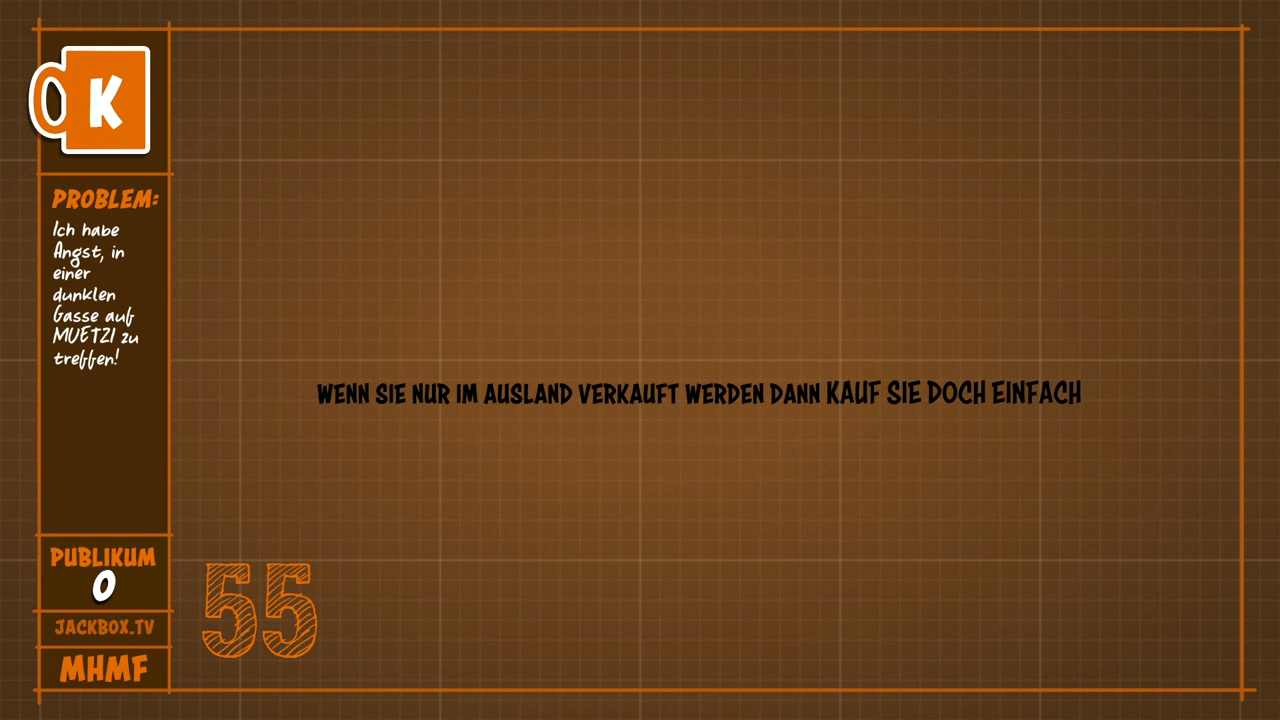 K
PROBLEM:
Ich habe
Angst, in
einer
dunklen
Gasse auf
MUETZI zu
treffen!
WENN SIE NUR IM AUSLAND VERKAUFT WERDEN DANN KAUF SIE DOCH EINFACH
PUBLIKUM
0
55
JACKBOX.TV
MHMF